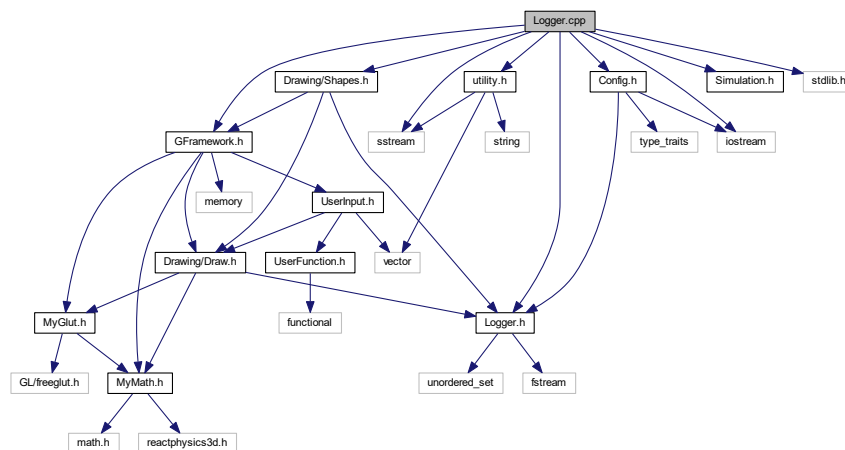 Logger.cpp
Drawing/Shapes.h
utility.h
Config.h
Simulation.h
stdlib.h
GFramework.h
sstream
string
type_traits
iostream
memory
UserInput.h
Drawing/Draw.h
UserFunction.h
vector
MyGlut.h
functional
Logger.h
GL/freeglut.h
MyMath.h
unordered_set
fstream
math.h
reactphysics3d.h